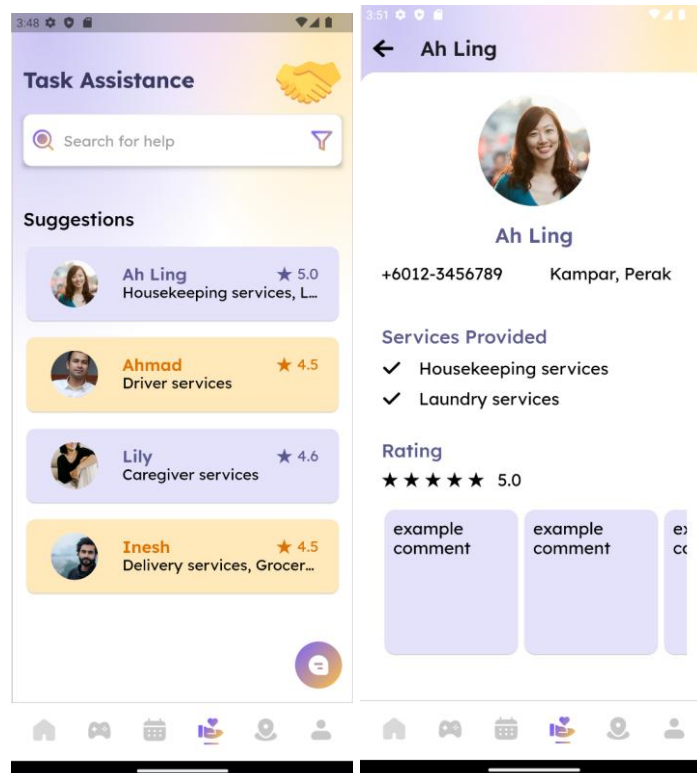 3:48
Task Assistance
Search for help
Suggestions
Ah Ling
5.0
Housekeeping services, L...
Ahmad
4.5
Driver services
Lily
4.6
Caregiver services
Inesh
4.5
Delivery services, Grocer...
3:51
Ah Ling
Ah Ling
+6012-3456789
Kampar, Perak
Services Provided
Housekeeping services
Laundry services
Rating
5.0
example
comment
example
comment